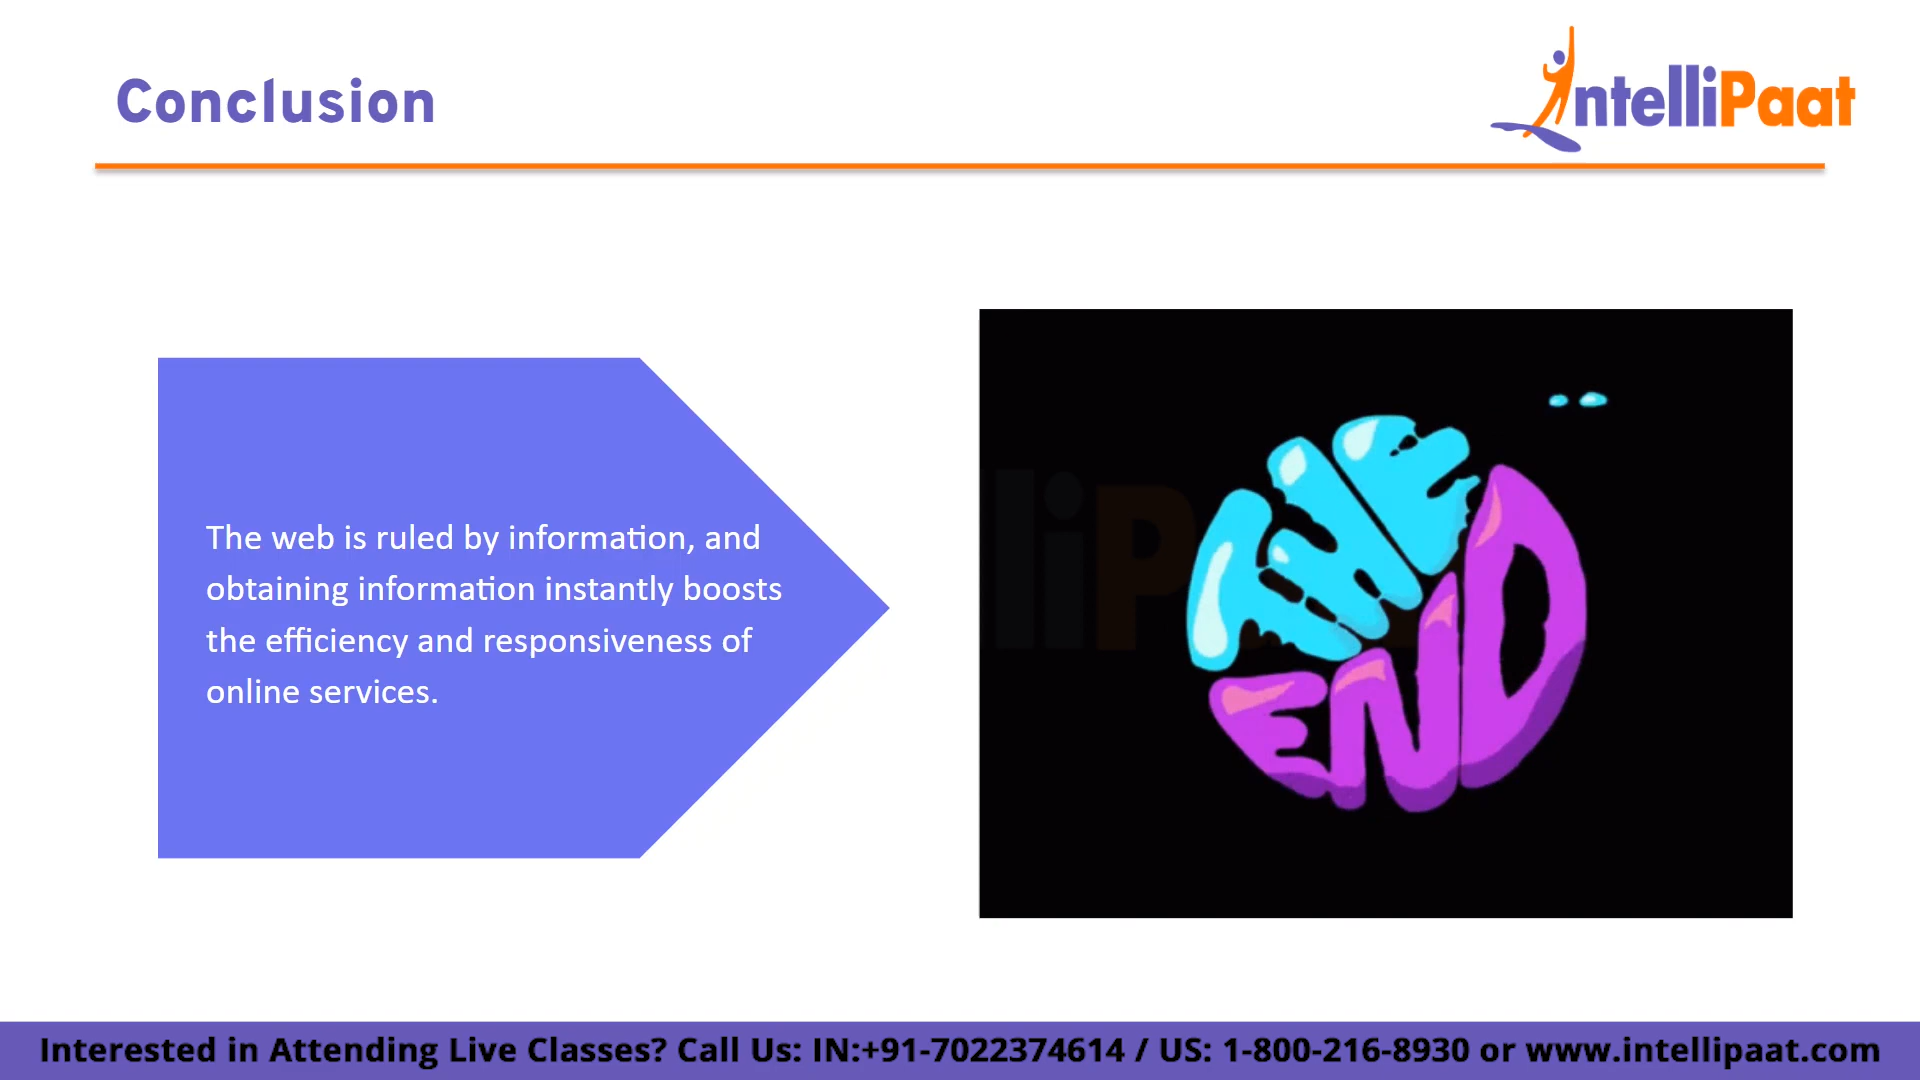 Conclusion
IntelliPaat
The web is ruled by information, and
obtaining information instantly boosts
the efficiency and responsiveness of
online services.
THE
END
Interested in Attending Live Classes? Call Us: IN:+91-7022374614 / US: 1-800-216-8930 or www.intellipaat.com